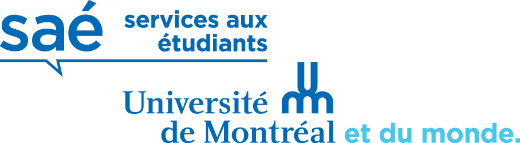 saé services aux
étudiants
Université
de Montréal et du monde.